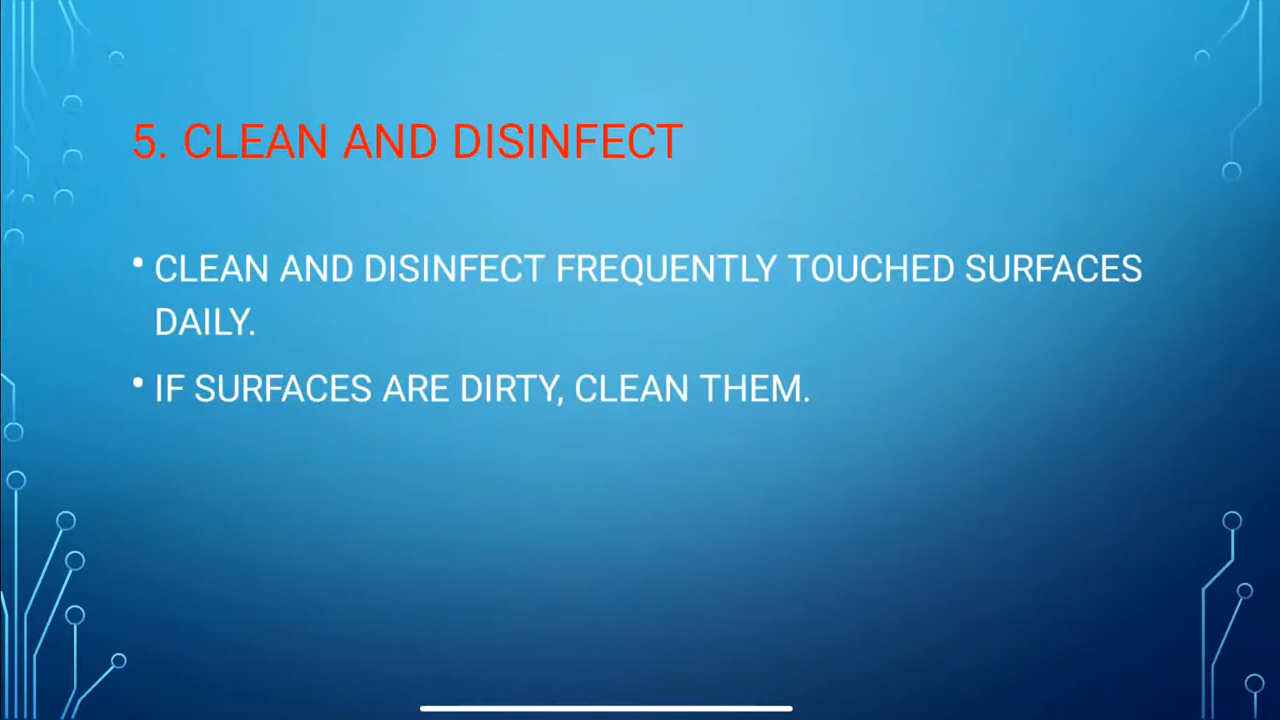 5. CLEAN AND DISINFECT
• CLEAN AND DISINFECT FREQUENTLY TOUCHED SURFACES
DAILY.
• IF SURFACES ARE DIRTY, CLEAN THEM.